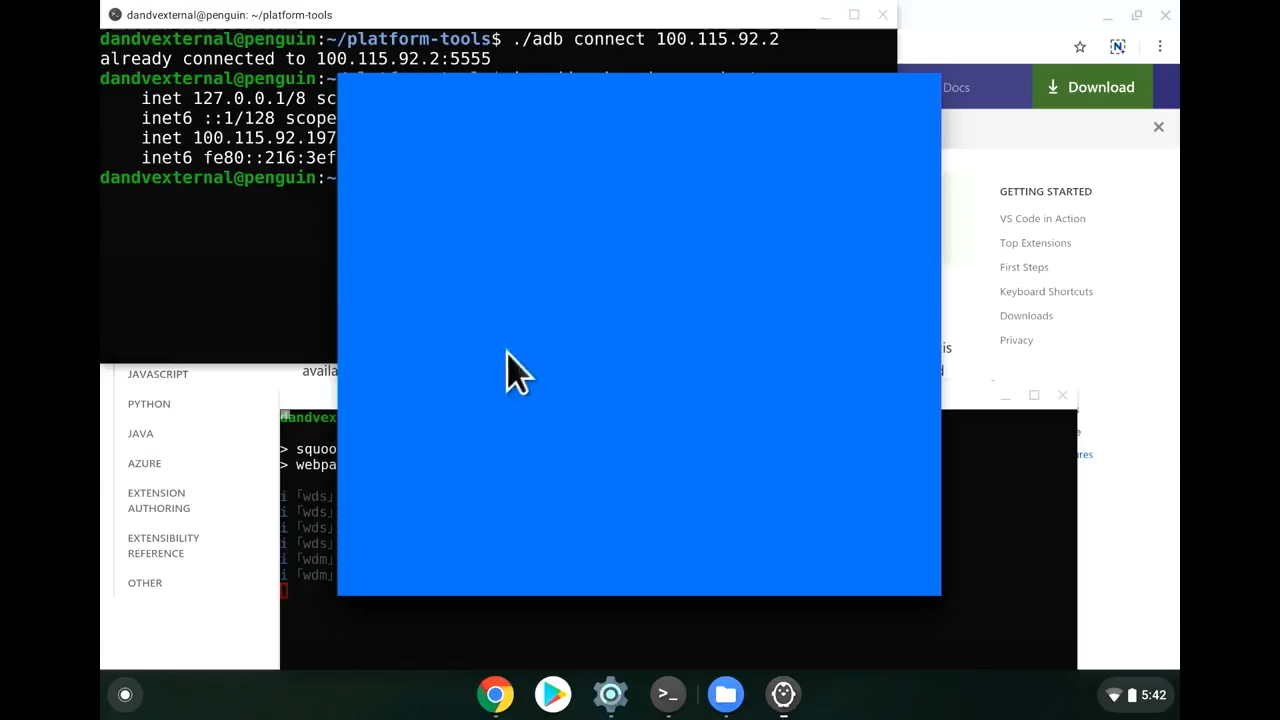 dandvexternal@penguin: ~/platform-tools
dandvexternal@penguin:~/platform-tools$ ./adb connect 100.115.92.2
already connected to 100.115.92.2:5555
dandvexternal@penguin:~
inet 127.0.0.1/8 sc
inet6 ::1/128 scope
inet 100.115.92.197
inet6 fe80::216:3ef
dandvexternal@penguin:~
Docs
Download
GETTING STARTED
VS Code in Action
Top Extensions
First Steps
Keyboard Shortcuts
Downloads
Privacy
is
availa
JAVASCRIPT
PYTHON
JAVA
AZURE
EXTENSION
AUTHORING
EXTENSIBILITY
REFERENCE
OTHER
dandvex
> squoo
> webpa
i ｢wds｣
i ｢wds｣
i ｢wds｣
i ｢wds｣
i ｢wdm｣
i ｢wdm｣
ures
5:42